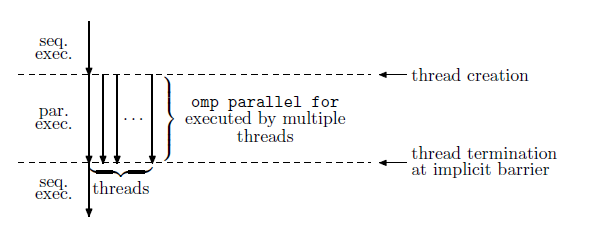 seq.
exec.
thread creation
par.
exec.
...
omp parallel for
executed by multiple
threads
thread termination
at implicit barrier
seq.
exec.
threads